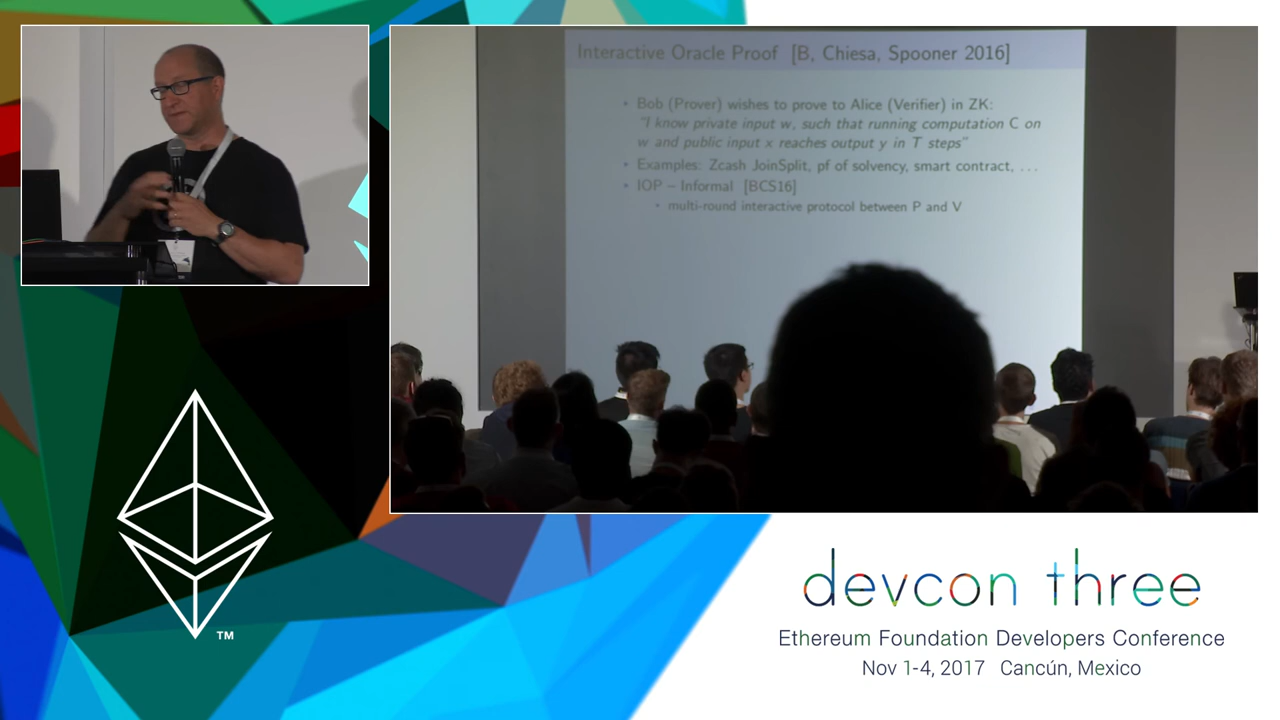 Interactive Oracle Proof [B, Chiesa, Spooner 2016]
• Bob (Prover) wishes to prove to Alice (Verifier) in ZK:
"I know private input w, such that running computation C on
w and public input x reaches output y in T steps"
• Examples: Zcash JoinSplit, pf of solvency, smart contract, ...
• IOP – Informal [BCS16]
• multi-round interactive protocol between P and V
TM
devcon three
Ethereum Foundation Developers Conference
Nov 1-4, 2017 Cancún, Mexico